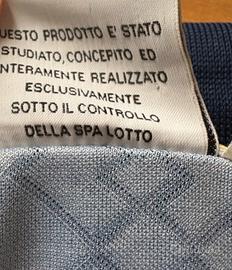 UESTO PRODOTTO E' STATO
STUDIATO, CONCEPITO ED
NTERAMENTE REALIZZATO
ESCLUSIVAMENTE
SOTTO IL CONTROLLO
DELLA SPA LOTTO